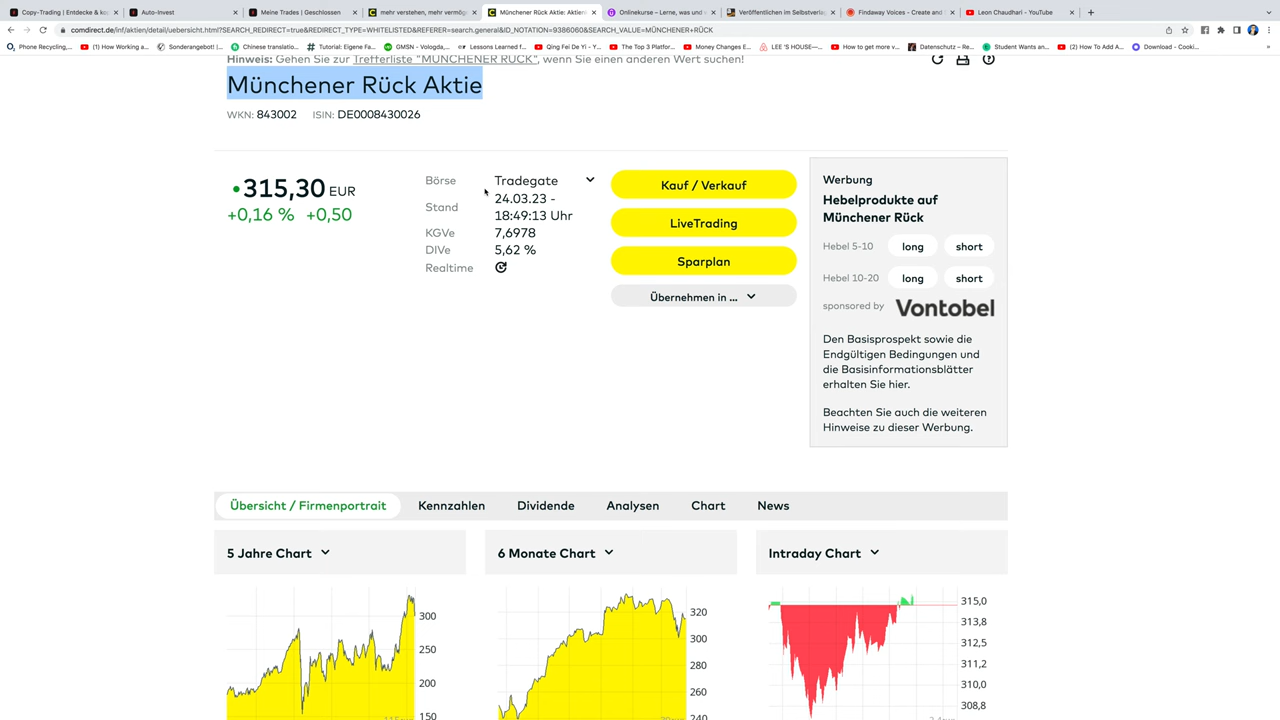 Copy-Trading | Entdecke & ko
Auto-Invest
Meine Trades | Geschlossen
mehr verstehen, mehr vermög
Münchener Rück Aktie: Aktien
Onlinekurse – Lerne, was und
Veröffentlichen im Selbstverla
Findaway Voices - Create and
Leon Chaudhari - YouTube
comdirect.de/inf/aktien/detail/uebersicht.html?SEARCH_REDIRECT=true&REDIRECT_TYPE=WHITELISTED&REFERER=search.general&ID_NOTATION=9386060&SEARCH_VALUE=MÜNCHENER+RÜCK
Phone Recycling,...
(1) How Working a...
Sonderangebot! |...
Chinese translatio...
Tutorial: Eigene Fa...
GMSN - Vologda,...
Lessons Learned f...
Qing Fei De Yi - Y...
The Top 3 Platfor...
Money Changes E...
LEE 'S HOUSE—...
How to get more v...
Datenschutz – Re...
Student Wants an...
(2) How To Add A...
Download - Cooki...
Hinweis: Gehen Sie zur Trefferliste "MÜNCHENER RÜCK", wenn Sie einen anderen Wert suchen!
Münchener Rück Aktie
WKN: 843002 ISIN: DE0008430026
315,30 EUR
+0,16 % +0,50
Börse Tradegate
Stand 24.03.23 -
18:49:13 Uhr
KGVe 7,6978
DIVe 5,62 %
Realtime
Kauf / Verkauf
LiveTrading
Sparplan
Übernehmen in ...
Werbung
Hebelprodukte auf
Münchener Rück
Hebel 5-10 long short
Hebel 10-20 long short
sponsored by Vontobel
Den Basisprospekt sowie die
Endgültigen Bedingungen und
die Basisinformationsblätter
erhalten Sie hier.
Beachten Sie auch die weiteren
Hinweise zu dieser Werbung.
Übersicht / Firmenportrait Kennzahlen Dividende Analysen Chart News
5 Jahre Chart
6 Monate Chart
Intraday Chart
300
250
200
150
320
300
280
260
240
315,0
313,8
312,5
311,2
310,0
308,8